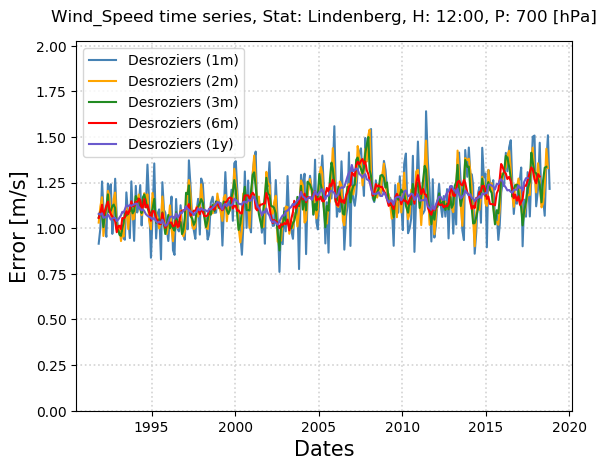 Wind_Speed time series, Stat: Lindenberg, H: 12:00, P: 700 [hPa]
Error [m/s]
2.00
1.75
1.50
1.25
1.00
0.75
0.50
0.25
0.00
Desroziers (1m)
Desroziers (2m)
Desroziers (3m)
Desroziers (6m)
Desroziers (1y)
1995 2000 2005 2010 2015 2020
Dates